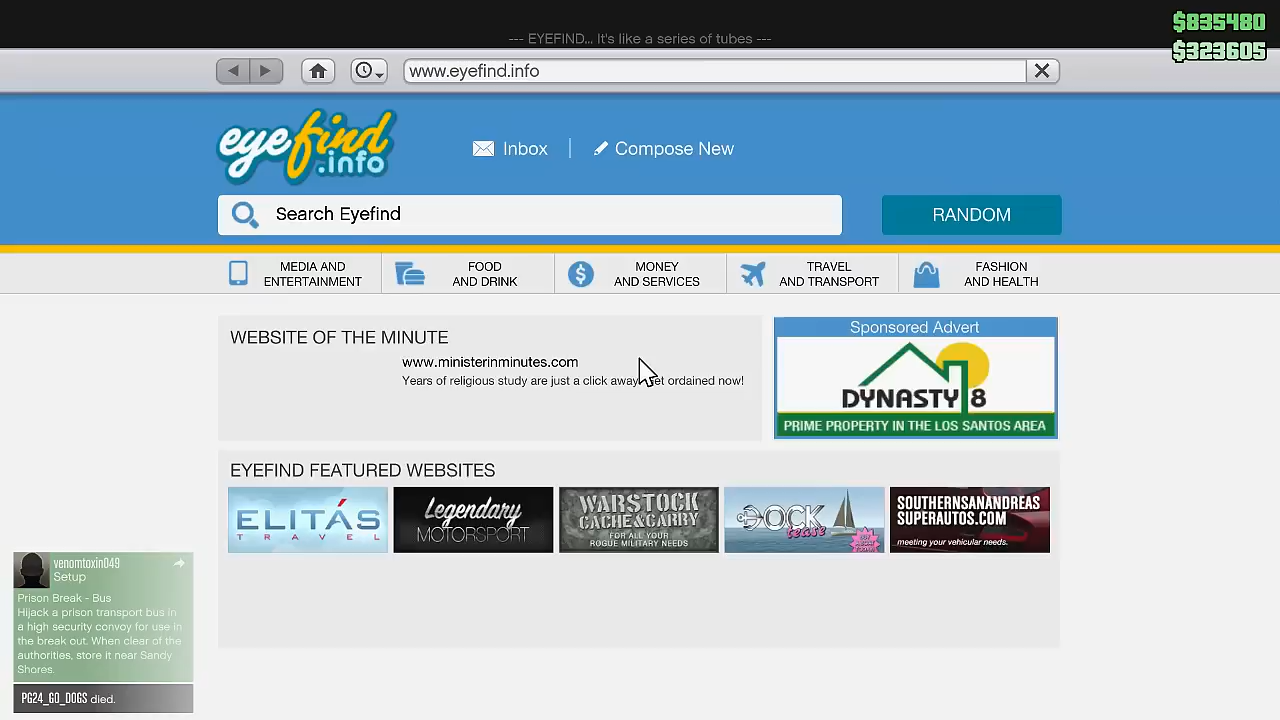 $835480
--- EYEFIND... It's like a series of tubes ---
$323605
www.eyefind.info
eyefind
.info
Inbox
Compose New
Search Eyefind
RANDOM
MEDIA AND
ENTERTAINMENT
FOOD
AND DRINK
MONEY
AND SERVICES
TRAVEL
AND TRANSPORT
FASHION
AND HEALTH
WEBSITE OF THE MINUTE
www.ministerinminutes.com
Years of religious study are just a click away, get ordained now!
Sponsored Advert
DYNASTY 8
PRIME PROPERTY IN THE LOS SANTOS AREA
EYEFIND FEATURED WEBSITES
ELITÁS
TRAVEL
Legendary
MOTORSPORT
WARSTOCK
CACHE&CARRY
FOR ALL YOUR
ROGUE MILITARY NEEDS
DOCK
tease
SOUTHERNSANANDREAS
SUPERAUTOS.COM
meeting your vehicular needs.
venomtoxin049
Setup
Prison Break - Bus
Hijack a prison transport bus in
a high security convoy for use in
the break out. When clear of the
authorities, store it near Sandy
Shores.
PG24_GO_DOGS died.